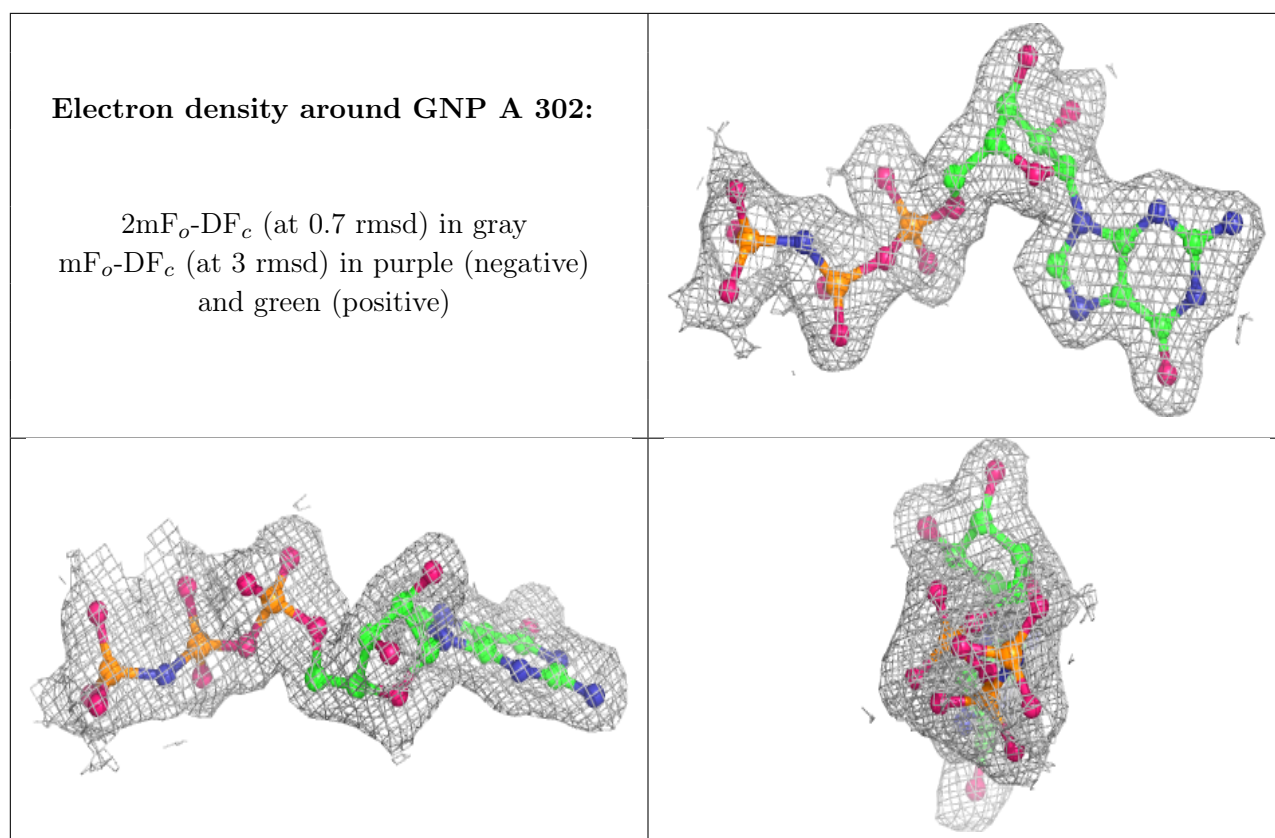 Electron density around GNP A 302:
2mFo-DFc (at 0.7 rmsd) in gray
mFo-DFc (at 3 rmsd) in purple (negative)
and green (positive)